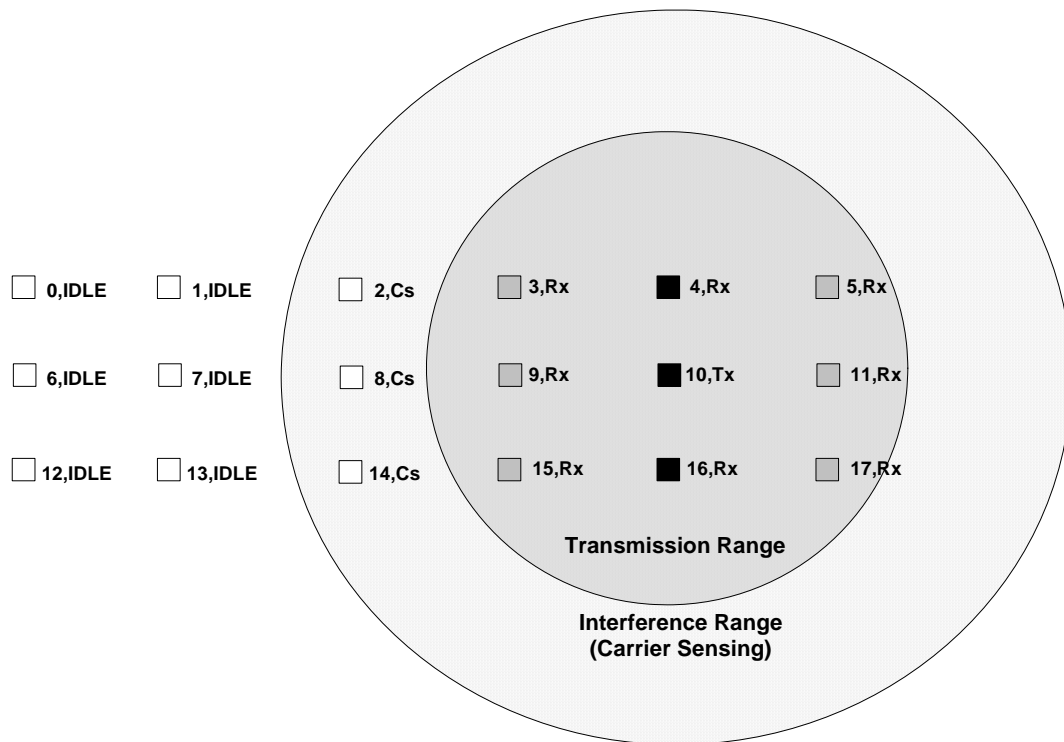 0,IDLE
1,IDLE
2,Cs
3,Rx
4,Rx
5,Rx
6,IDLE
7,IDLE
8,Cs
9,Rx
10,Tx
11,Rx
12,IDLE
13,IDLE
14,Cs
15,Rx
16,Rx
17,Rx
Transmission Range
Interference Range
(Carrier Sensing)